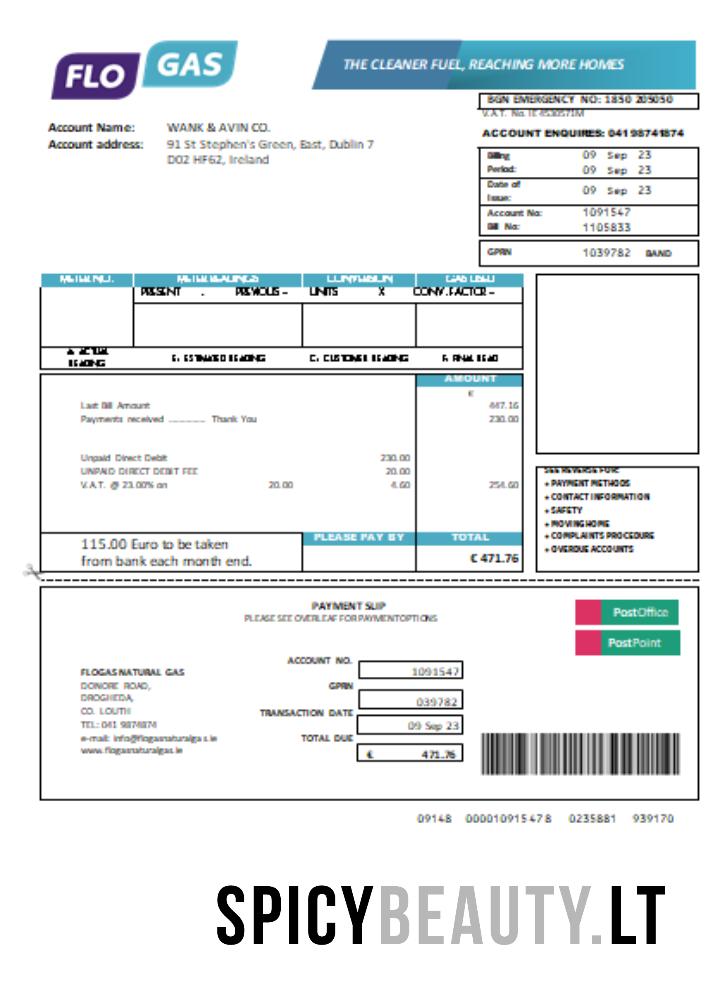 FLO GAS
THE CLEANER FUEL, REACHING MORE HOMES
BGN EMERGENCY NO: 1850 205050
V.A.T. No. IE 4530571M
Account Name: WANK & AVIN CO.
ACCOUNT ENQUIRES: 041 98741874
Account address: 91 St Stephen's Green, East, Dublin 7
D02 HF62, Ireland
Billing 09 Sep 23
Period: 09 Sep 23
Date of
Issue: 09 Sep 23
Account No: 1091547
Bill No: 1105833
GPRN 1039782 BAND
METER NO. METER READINGS CONVERSION GAS USED
PRESENT - PREVIOUS = UNITS X CONV.FACTOR =
A: ACTUAL
READING E: ESTIMATED READING C: CUSTOMER READING F: FINAL READ
AMOUNT
€
Last Bill Amount 447.16
Payments received ............... Thank You 230.00
Unpaid Direct Debit 230.00
UNPAID DIRECT DEBIT FEE 20.00
V.A.T. @ 23.00% on 20.00 4.60 254.60
SEE REVERSE FOR:
+ PAYMENT METHODS
+ CONTACT INFORMATION
+ SAFETY
+ MOVING HOME
+ COMPLAINTS PROCEDURE
+ OVERDUE ACCOUNTS
PLEASE PAY BY TOTAL
115.00 Euro to be taken
from bank each month end.
€ 471.76
PAYMENT SLIP
PLEASE SEE OVERLEAF FOR PAYMENT OPTIONS
PostOffice
PostPoint
FLOGAS NATURAL GAS
DONORE ROAD,
DROGHEDA,
CO. LOUTH
TEL: 041 9874874
e-mail: info@flogasnaturalgas.ie
www.flogasnaturalgas.ie
ACCOUNT NO. 1091547
GPRN 039782
TRANSACTION DATE 09 Sep 23
TOTAL DUE € 471.76
09148 000010915478 0235881 939170
SPICYBEAUTY.LT